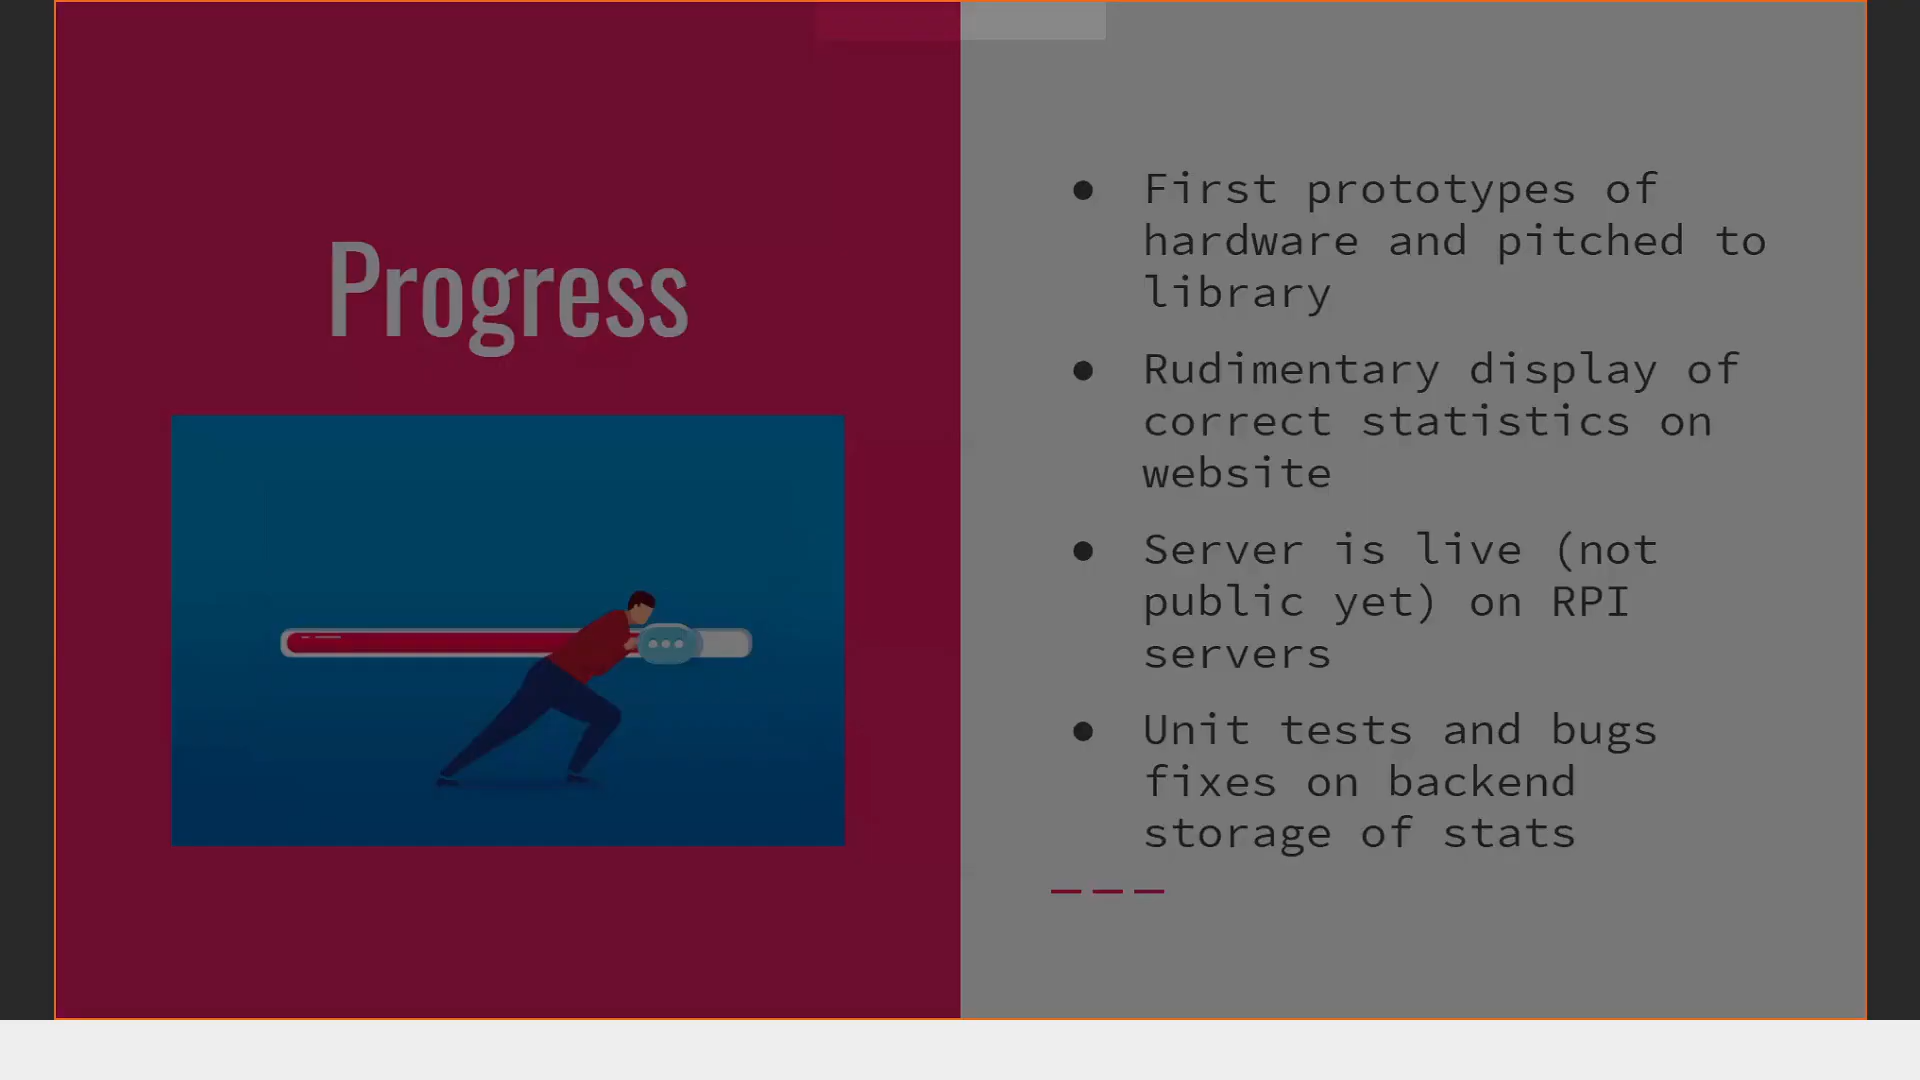 Progress
● First prototypes of
hardware and pitched to
library
● Rudimentary display of
correct statistics on
website
● Server is live (not
public yet) on RPI
servers
● Unit tests and bugs
fixes on backend
storage of stats